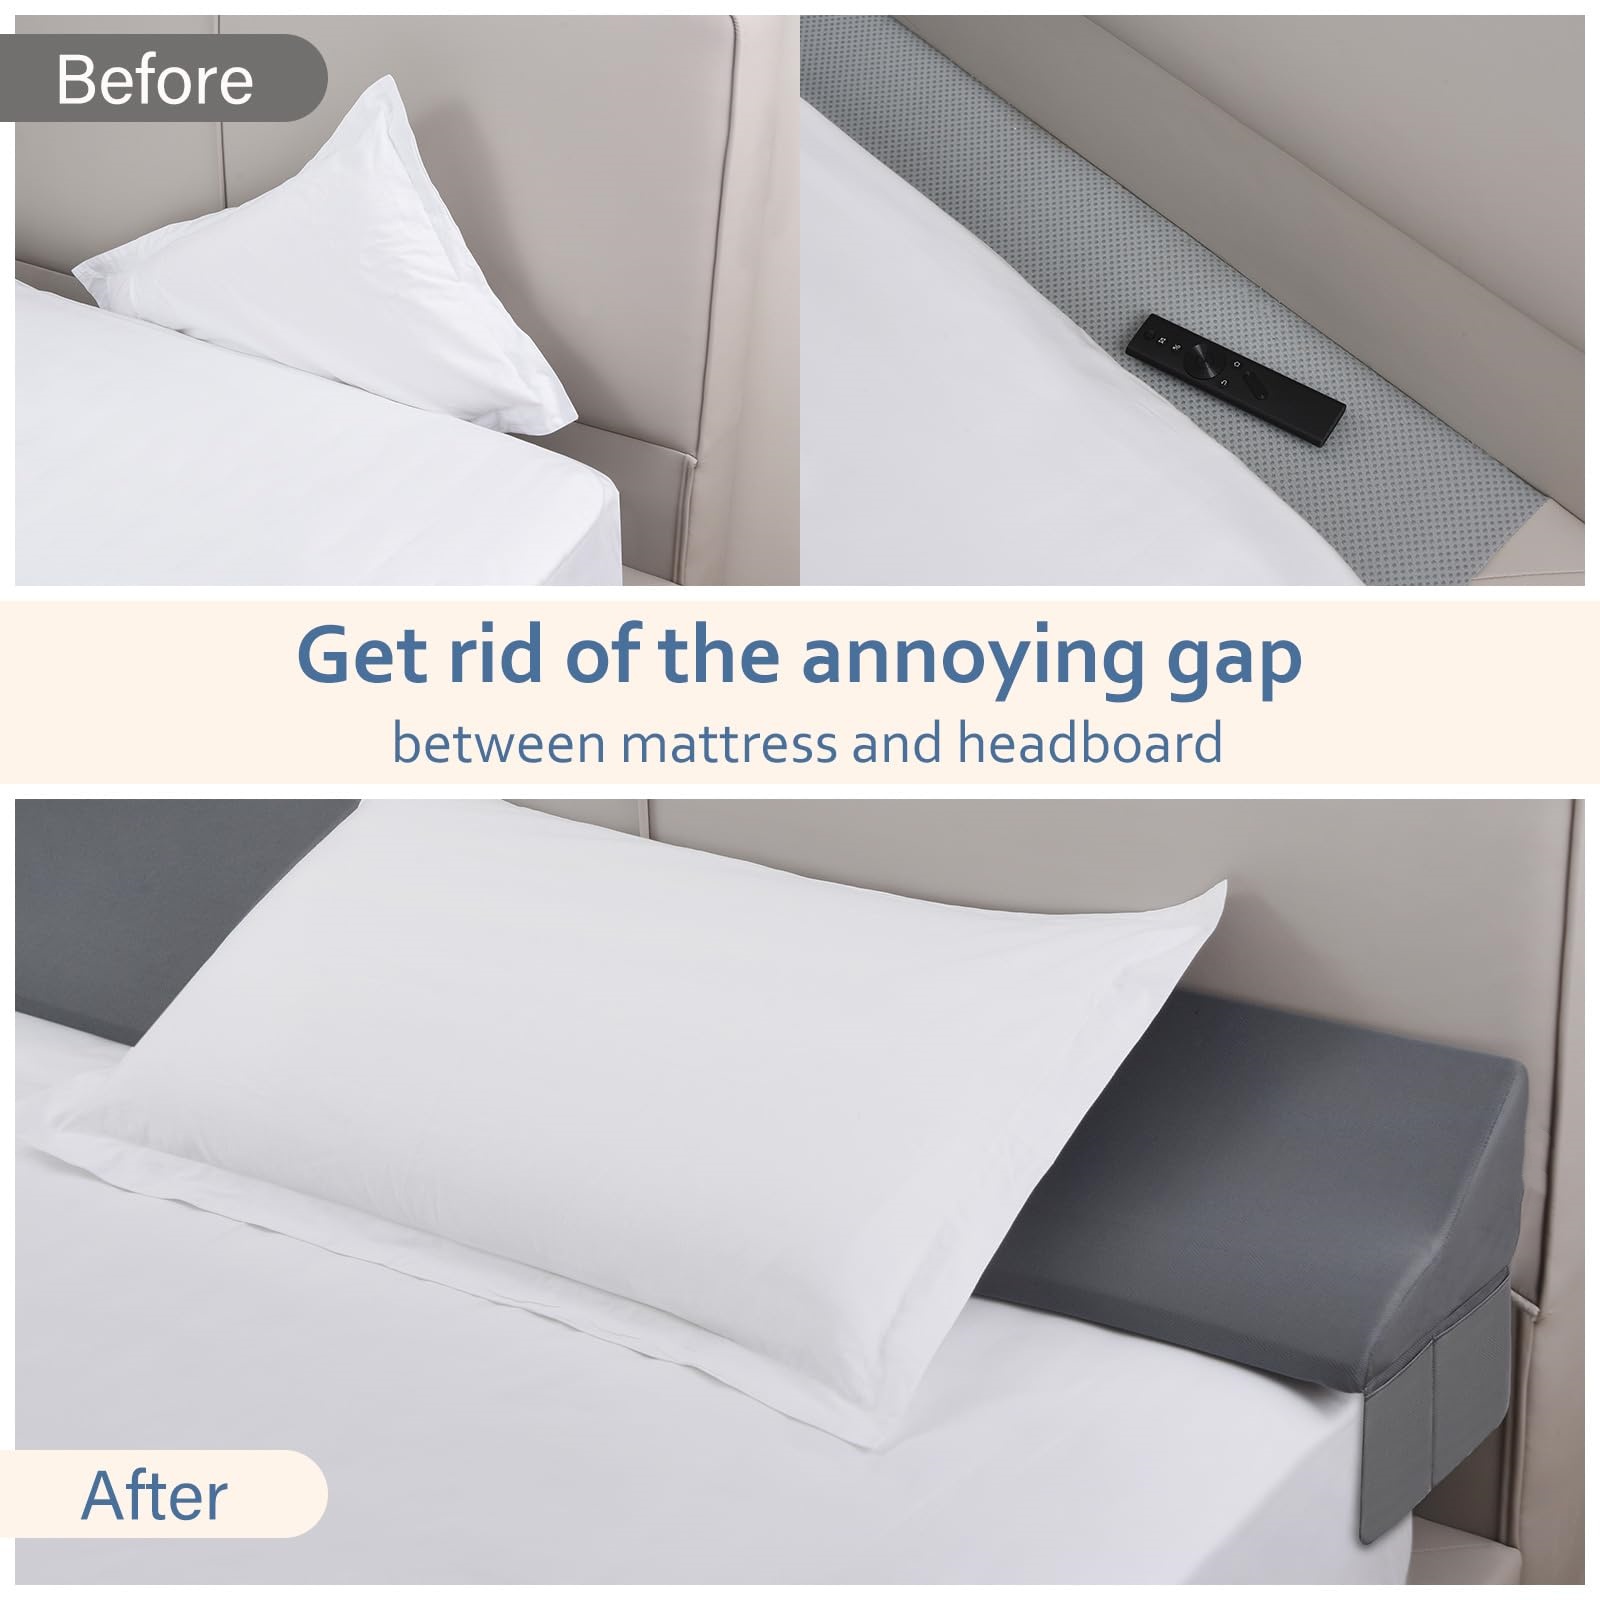 Before
Get rid of the annoying gap
between mattress and headboard
After